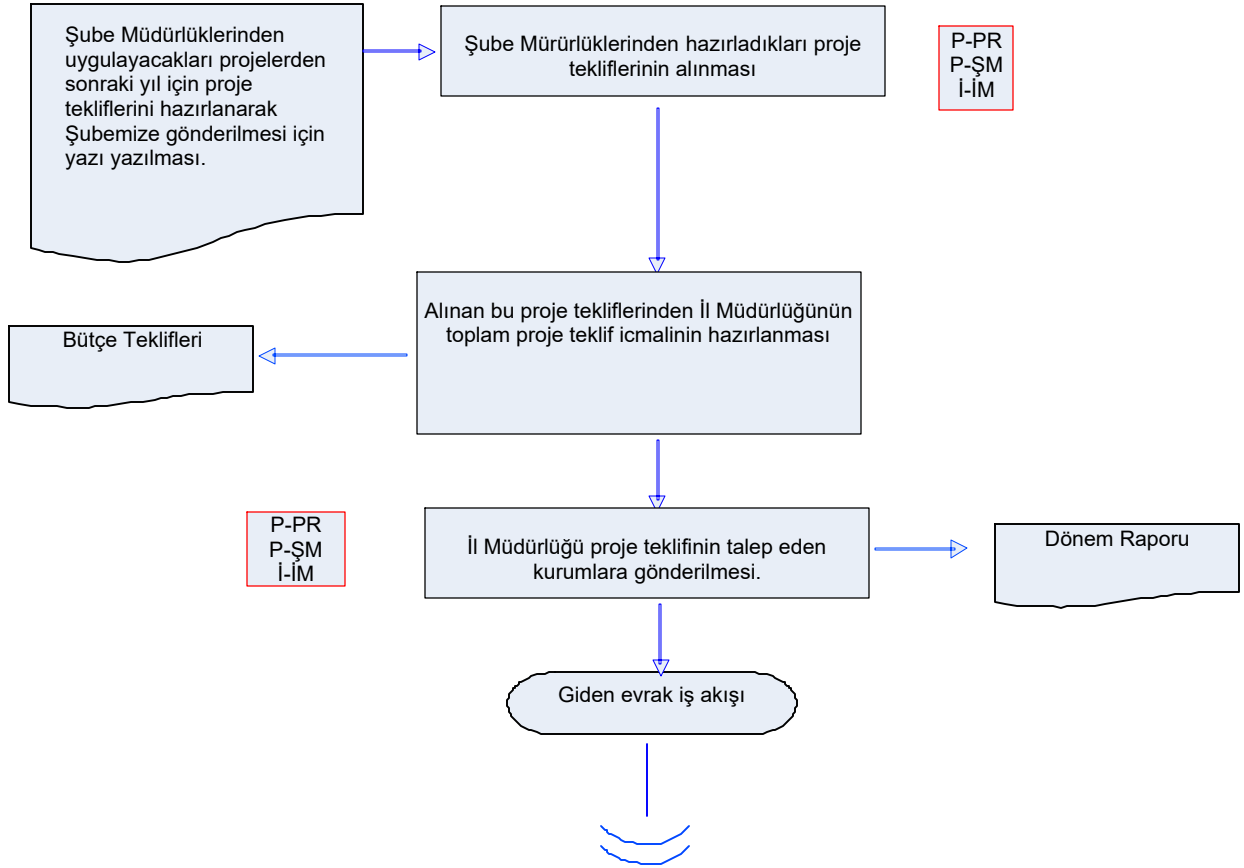 Şube Müdürlüklerinden
uygulayacakları projelerden
sonraki yıl için proje
tekliflerini hazırlanarak
Şubemize gönderilmesi için
yazı yazılması.
Şube Mürürlüklerinden hazırladıkları proje
tekliflerinin alınması
P-PR
P-ŞM
İ-İM
Alınan bu proje tekliflerinden İl Müdürlüğünün
toplam proje teklif icmalinin hazırlanması
Bütçe Teklifleri
P-PR
P-ŞM
İ-İM
İl Müdürlüğü proje teklifinin talep eden
kurumlara gönderilmesi.
Dönem Raporu
Giden evrak iş akışı